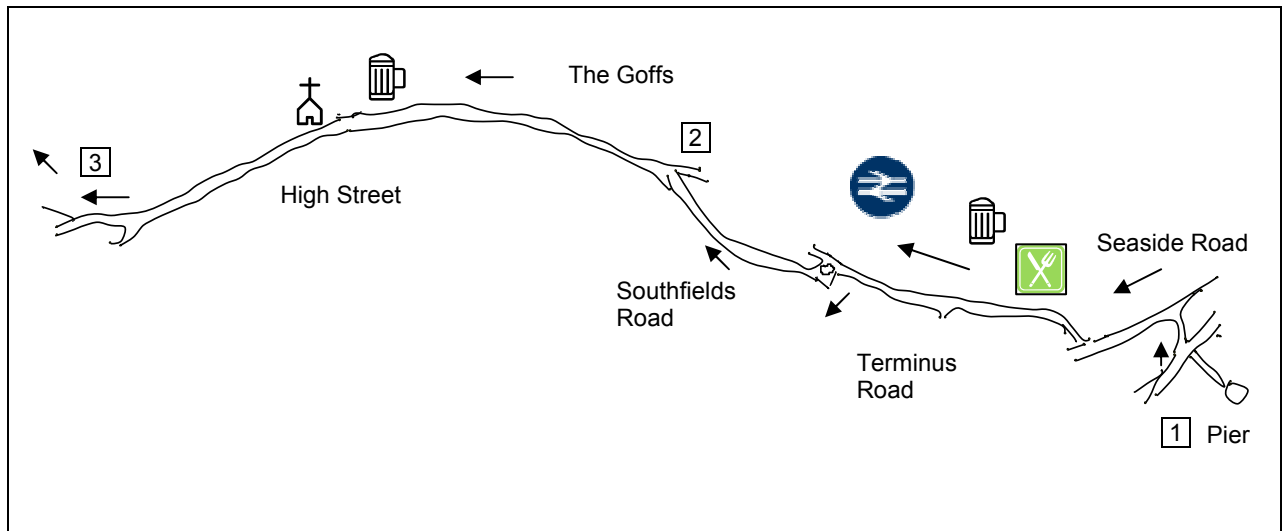 The Goffs
2
3
High Street
Seaside Road
Southfields
Road
Terminus
Road
1 Pier